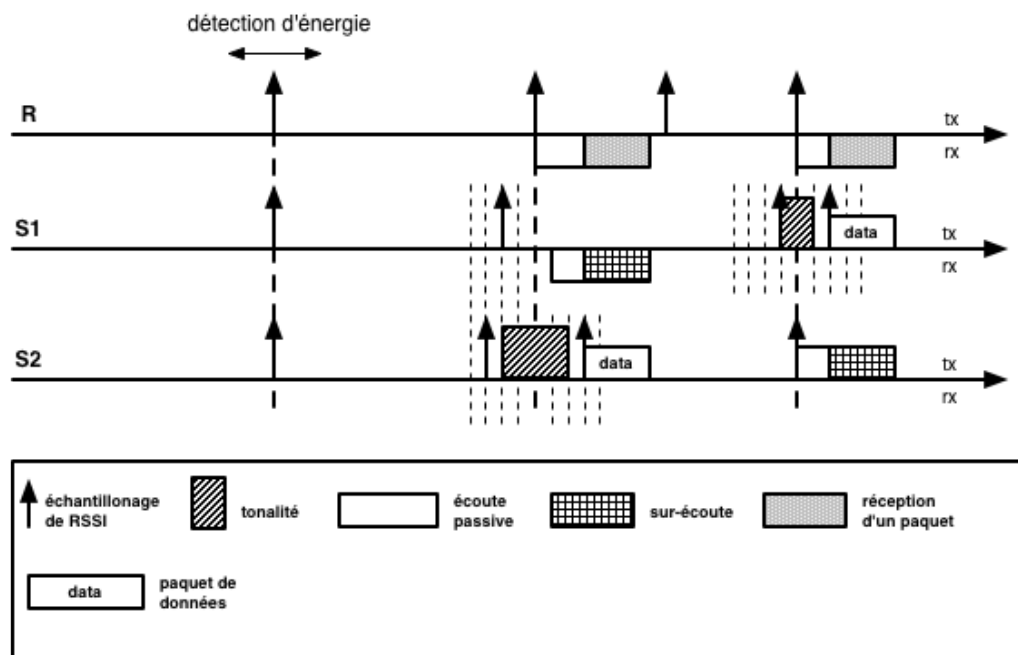 détection d'énergie
R
tx
rx
S1
data
tx
rx
S2
data
tx
rx
échantillonage
de RSSI
tonalité
écoute
passive
sur-écoute
réception
d'un paquet
data
paquet de
données